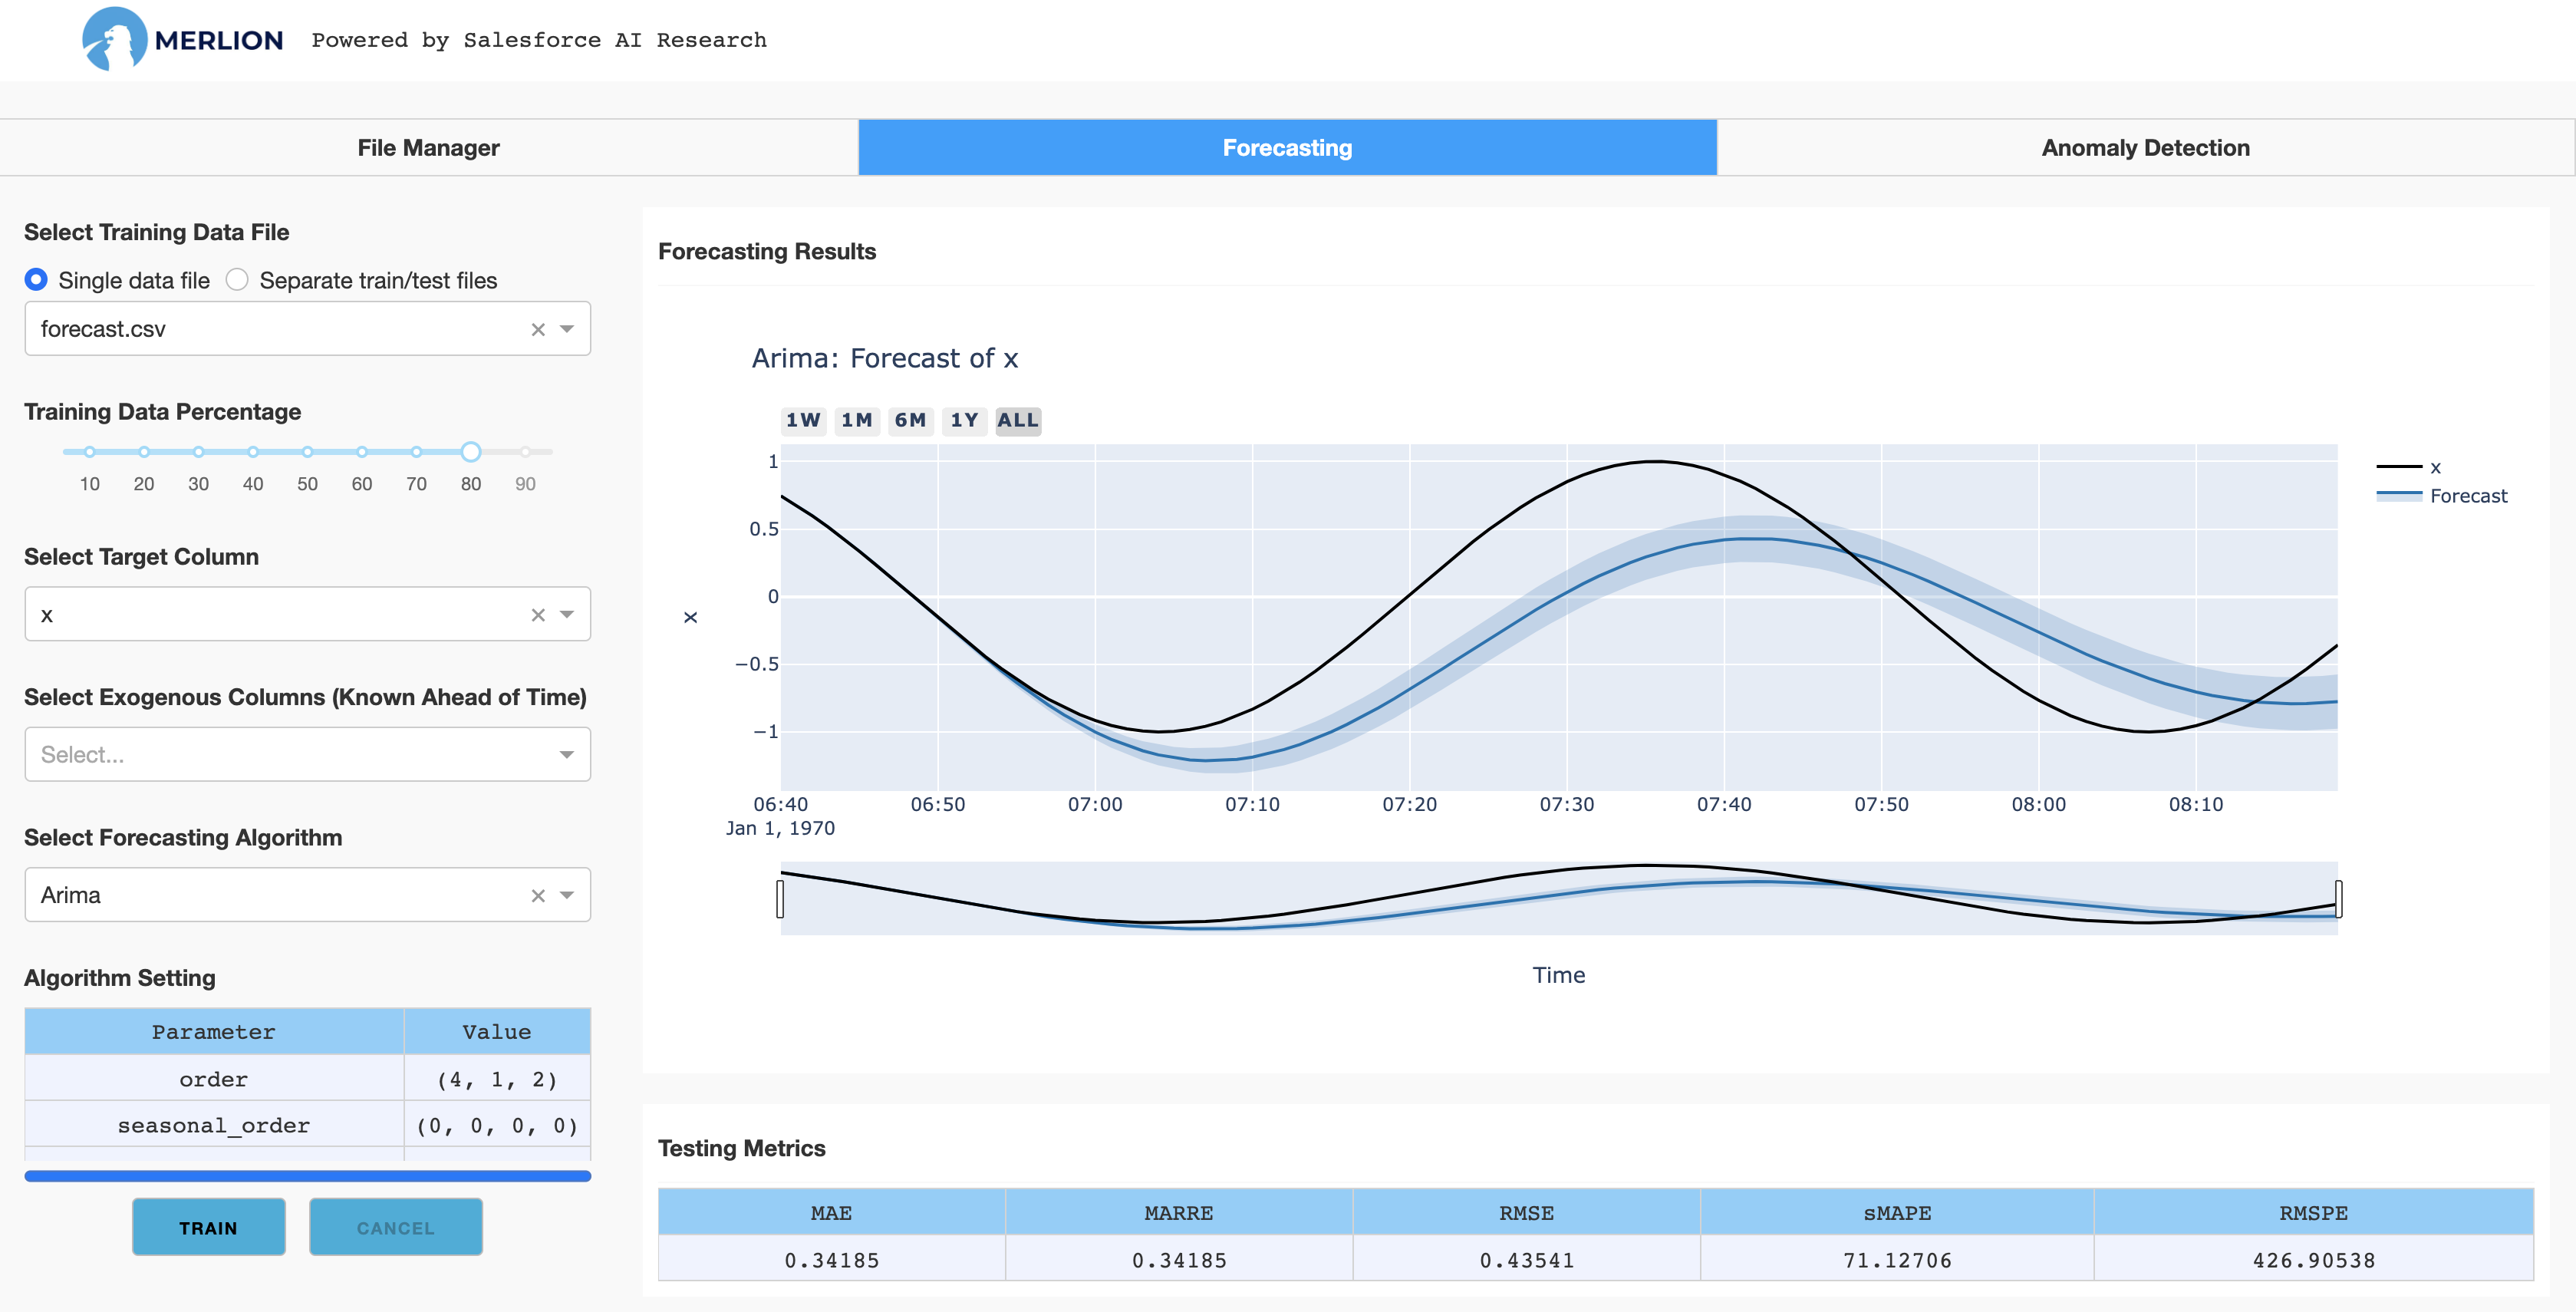 MERLION Powered by Salesforce AI Research
File Manager Forecasting Anomaly Detection
Select Training Data File
Single data file Separate train/test files
forecast.csv
Training Data Percentage
10 20 30 40 50 60 70 80 90
Select Target Column
x
Select Exogenous Columns (Known Ahead of Time)
Select...
Select Forecasting Algorithm
Arima
Algorithm Setting
Parameter Value
order (4, 1, 2)
seasonal_order (0, 0, 0, 0)
TRAIN CANCEL
Forecasting Results
Arima: Forecast of x
1W 1M 6M 1Y ALL
1
0.5
0
−0.5
−1
x
06:40 06:50 07:00 07:10 07:20 07:30 07:40 07:50 08:00 08:10
Jan 1, 1970
Time
x
Forecast
Testing Metrics
MAE MARRE RMSE sMAPE RMSPE
0.34185 0.34185 0.43541 71.12706 426.90538